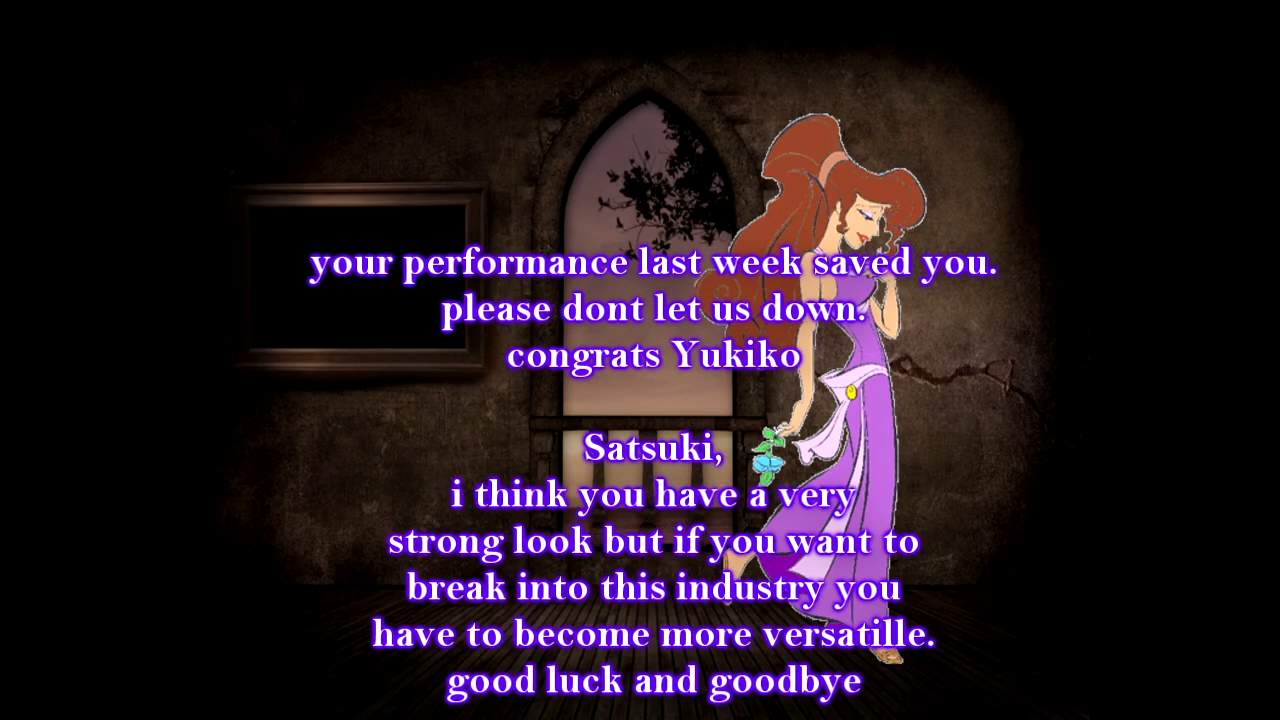 your performance last week saved you.
please dont let us down.
congrats Yukiko
Satsuki,
i think you have a very
strong look but if you want to
break into this industry you
have to become more versatille.
good luck and goodbye